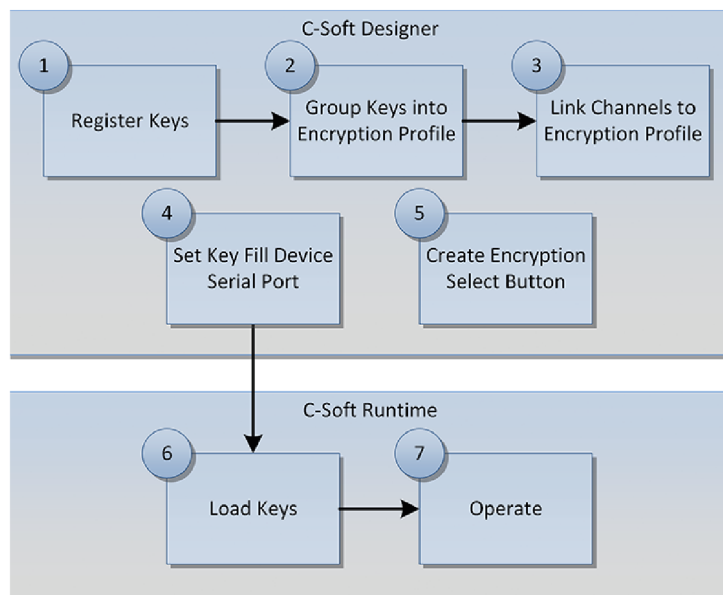 C-Soft Designer
1
Register Keys
2
Group Keys into
Encryption Profile
3
Link Channels to
Encryption Profile
4
Set Key Fill Device
Serial Port
5
Create Encryption
Select Button
C-Soft Runtime
6
Load Keys
7
Operate